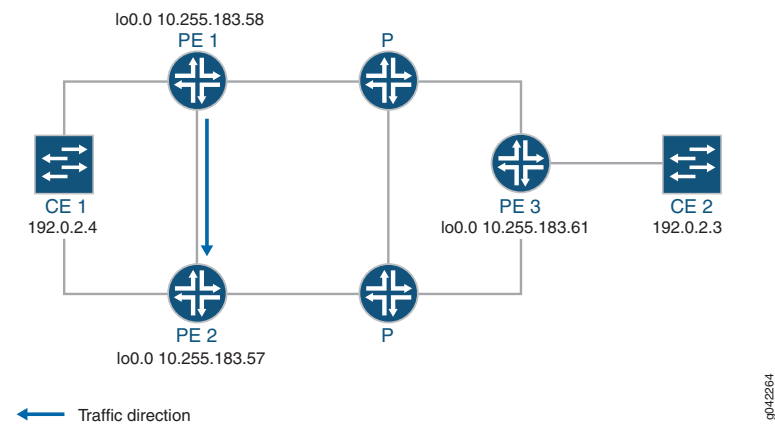 lo0.0 10.255.183.58
PE 1
P
CE 1
192.0.2.4
PE 3
lo0.0 10.255.183.61
CE 2
192.0.2.3
PE 2
lo0.0 10.255.183.57
P
Traffic direction
g042264